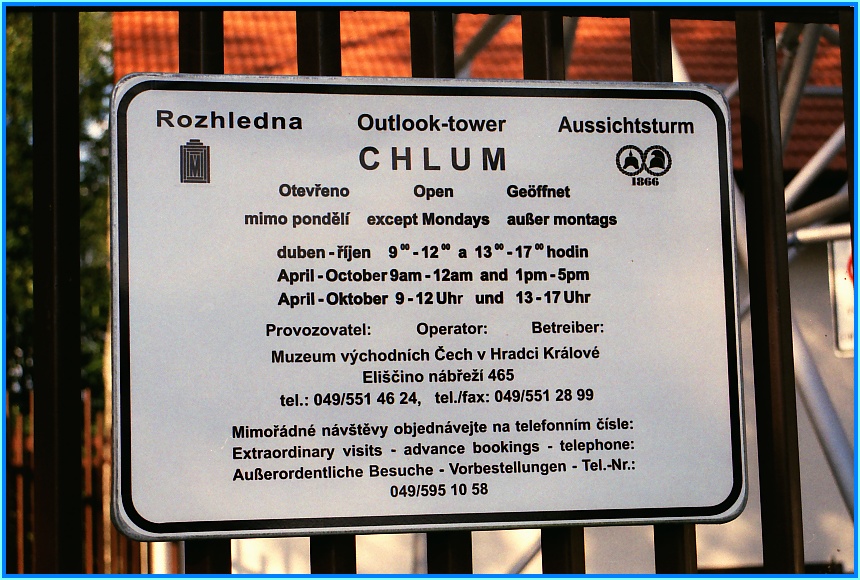 Rozhledna Outlook-tower Aussichtsturm
CHLUM
M
1866
Otevřeno Open Geöffnet
mimo pondělí except Mondays außer montags
duben - říjen 9⁰⁰ - 12⁰⁰ a 13⁰⁰ - 17⁰⁰ hodin
April - October 9am - 12am and 1pm - 5pm
April - Oktober 9 - 12 Uhr und 13 - 17 Uhr
Provozovatel: Operator: Betreiber:
Muzeum východních Čech v Hradci Králové
Eliščino nábřeží 465
tel.: 049/551 46 24, tel./fax: 049/551 28 99
Mimořádné návštěvy objednávejte na telefonním čísle:
Extraordinary visits - advance bookings - telephone:
Außerordentliche Besuche - Vorbestellungen - Tel.-Nr.:
049/595 10 58